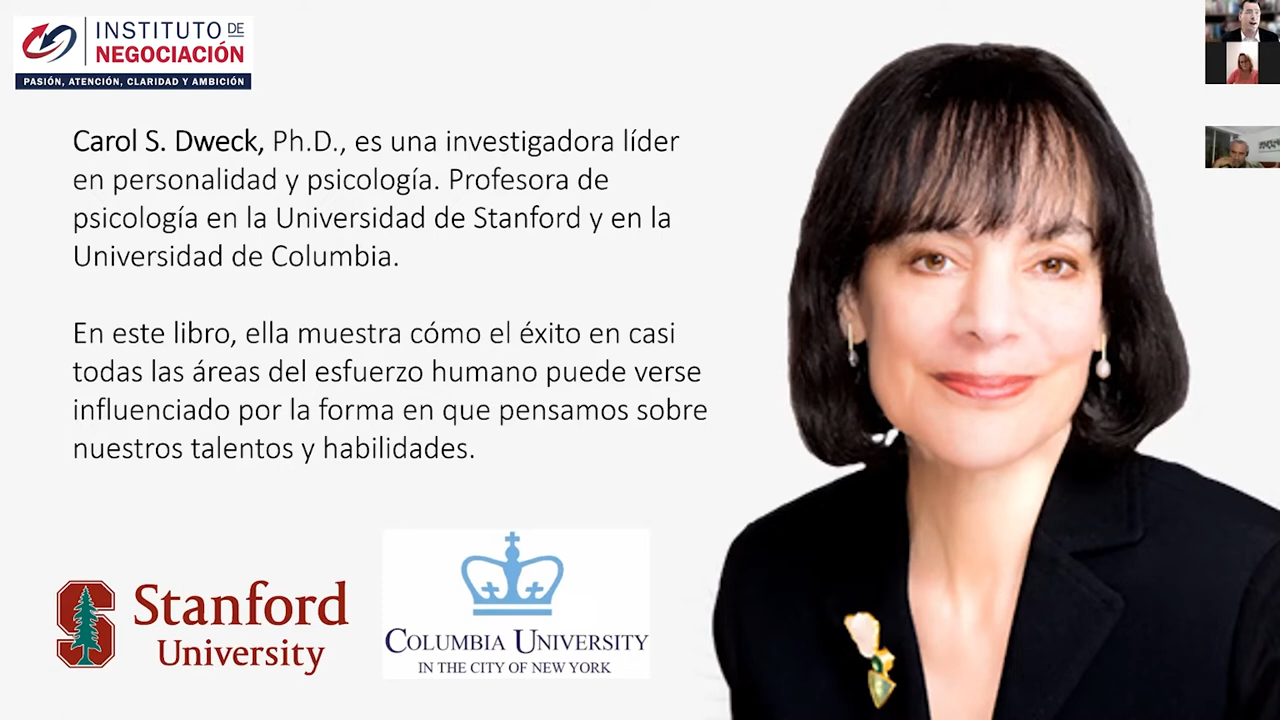 INSTITUTO DE
NEGOCIACIÓN
PASIÓN, ATENCIÓN, CLARIDAD Y AMBICIÓN
Carol S. Dweck, Ph.D., es una investigadora líder
en personalidad y psicología. Profesora de
psicología en la Universidad de Stanford y en la
Universidad de Columbia.
En este libro, ella muestra cómo el éxito en casi
todas las áreas del esfuerzo humano puede verse
influenciado por la forma en que pensamos sobre
nuestros talentos y habilidades.
S
Stanford
University
COLUMBIA UNIVERSITY
IN THE CITY OF NEW YORK